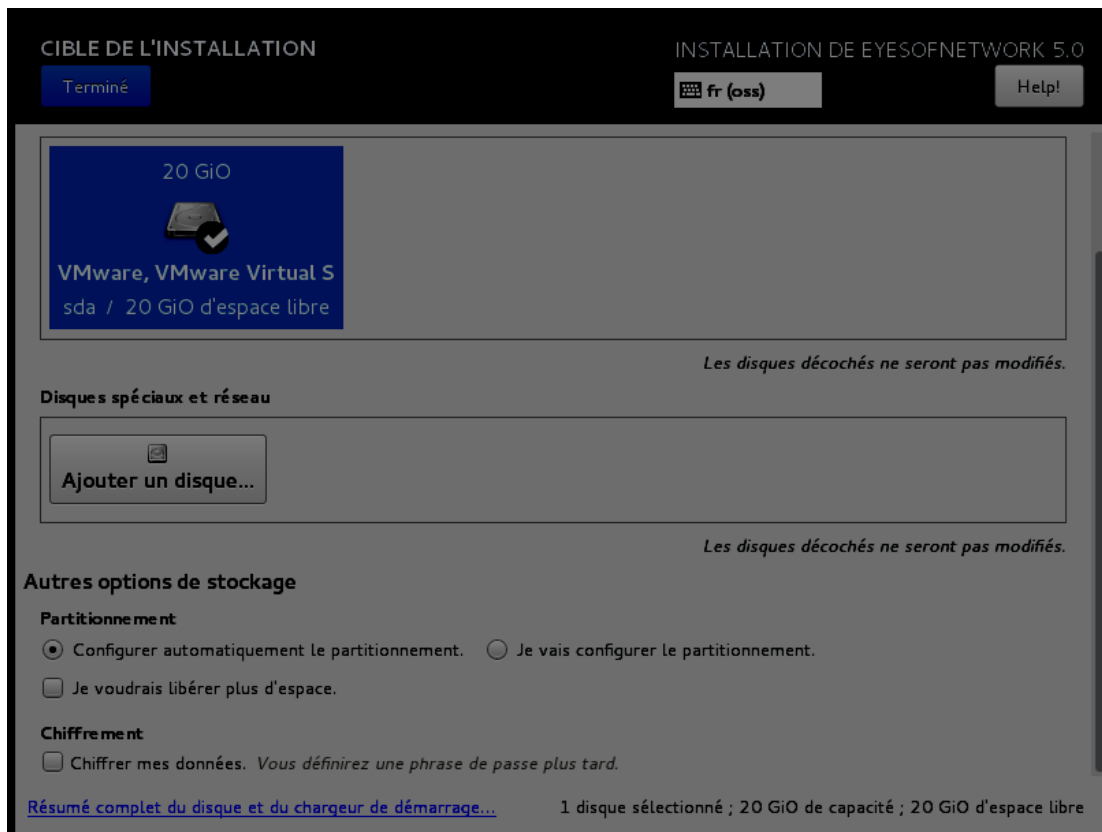 CIBLE DE L'INSTALLATION
INSTALLATION DE EYESOFNETWORK 5.0
Terminé
fr (oss)
Help!
20 GiO
VMware, VMware Virtual S
sda / 20 GiO d'espace libre
Les disques décochés ne seront pas modifiés.
Disques spéciaux et réseau
Ajouter un disque...
Les disques décochés ne seront pas modifiés.
Autres options de stockage
Partitionnement
Configurer automatiquement le partitionnement. Je vais configurer le partitionnement.
Je voudrais libérer plus d'espace.
Chiffrement
Chiffrer mes données. Vous définirez une phrase de passe plus tard.
Résumé complet du disque et du chargeur de démarrage... 1 disque sélectionné ; 20 GiO de capacité ; 20 GiO d'espace libre